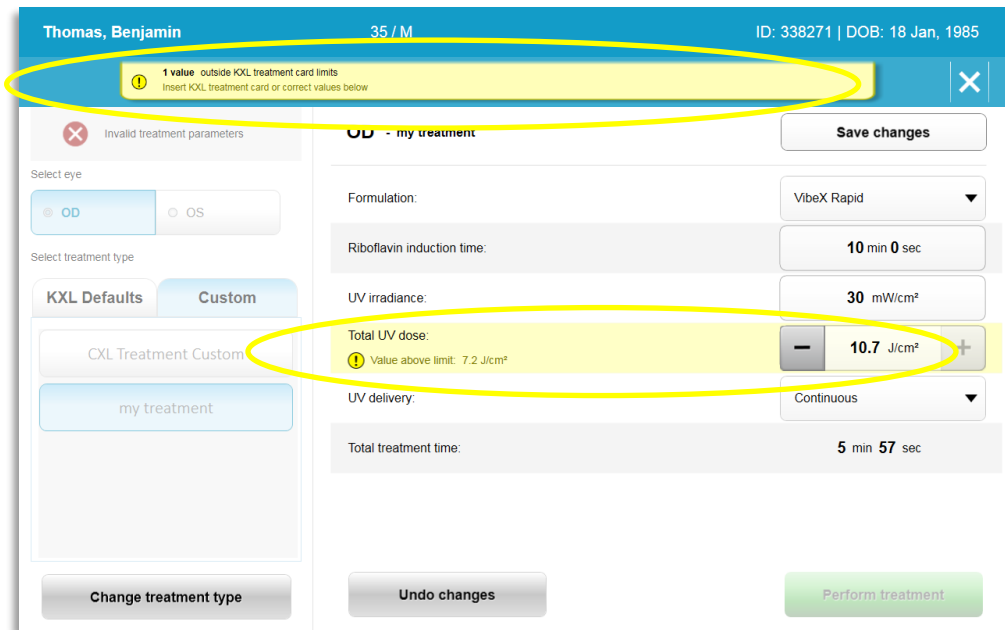 Thomas, Benjamin 35 / M ID: 338271 | DOB: 18 Jan, 1985
1 value outside KXL treatment card limits
Insert KXL treatment card or correct values below
Invalid treatment parameters
OD - my treatment
Save changes
Select eye
OD OS
Select treatment type
KXL Defaults Custom
CXL Treatment Custom
my treatment
Change treatment type
Formulation: VibeX Rapid
Riboflavin induction time: 10 min 0 sec
UV irradiance: 30 mW/cm²
Total UV dose: 10.7 J/cm²
Value above limit: 7.2 J/cm²
UV delivery: Continuous
Total treatment time: 5 min 57 sec
Undo changes
Perform treatment